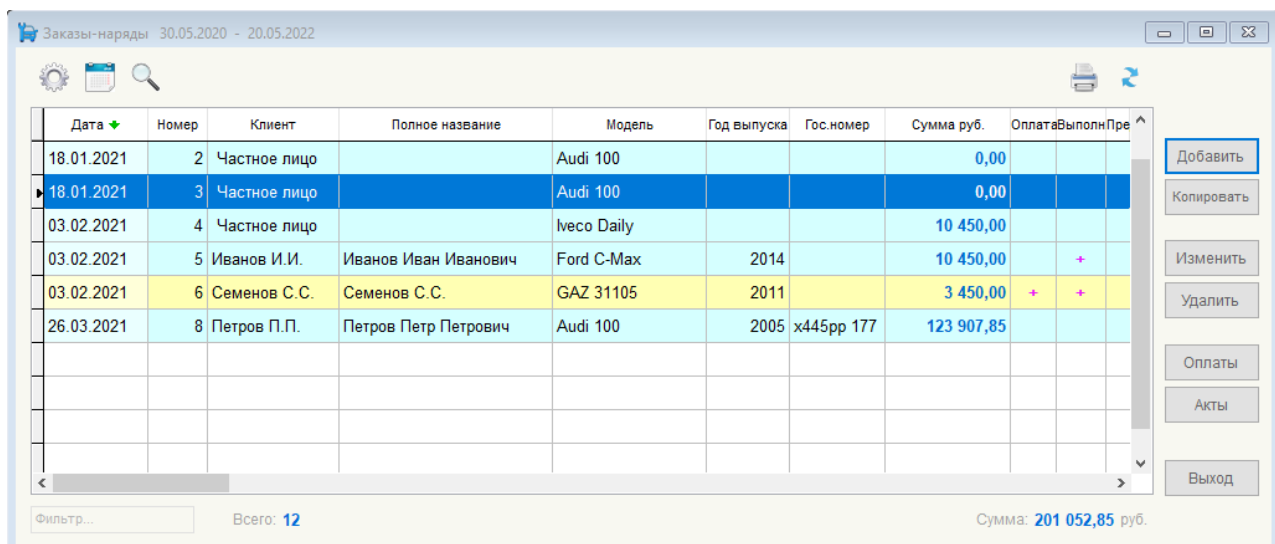 Заказы-наряды 30.05.2020 - 20.05.2022
Дата Номер Клиент Полное название Модель Год выпуска Гос.номер Сумма руб. Оплата Выполн Пре
18.01.2021 2 Частное лицо Audi 100 0,00
18.01.2021 3 Частное лицо Audi 100 0,00
03.02.2021 4 Частное лицо Iveco Daily 10 450,00
03.02.2021 5 Иванов И.И. Иванов Иван Иванович Ford C-Max 2014 10 450,00 +
03.02.2021 6 Семенов С.С. Семенов С.С. GAZ 31105 2011 3 450,00 + +
26.03.2021 8 Петров П.П. Петров Петр Петрович Audi 100 2005 х445рр 177 123 907,85
Добавить
Копировать
Изменить
Удалить
Оплаты
Акты
Выход
Фильтр... Всего: 12 Сумма: 201 052,85 руб.